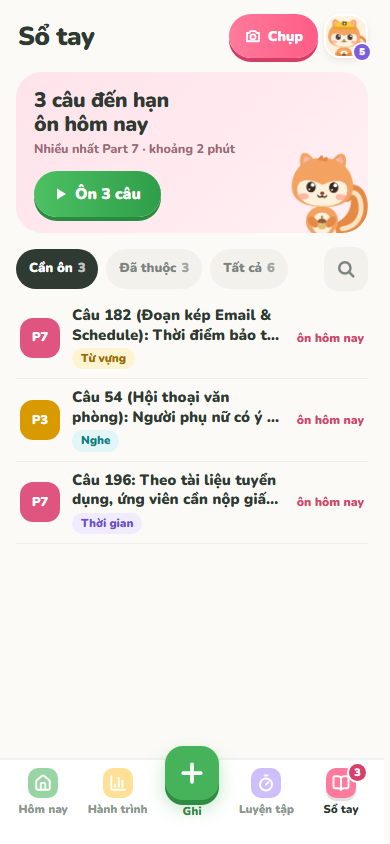 Sổ tay
Chụp
5
3 câu đến hạn
ôn hôm nay
Nhiều nhất Part 7 · khoảng 2 phút
Ôn 3 câu
Cần ôn 3
Đã thuộc 3
Tất cả 6
P7
Câu 182 (Đoạn kép Email &
Schedule): Thời điểm bảo t...
Từ vựng
ôn hôm nay
P3
Câu 54 (Hội thoại văn
phòng): Người phụ nữ có ý ...
Nghe
ôn hôm nay
P7
Câu 196: Theo tài liệu tuyển
dụng, ứng viên cần nộp giấ...
Thời gian
ôn hôm nay
3
Hôm nay
Hành trình
Ghi
Luyện tập
Sổ tay